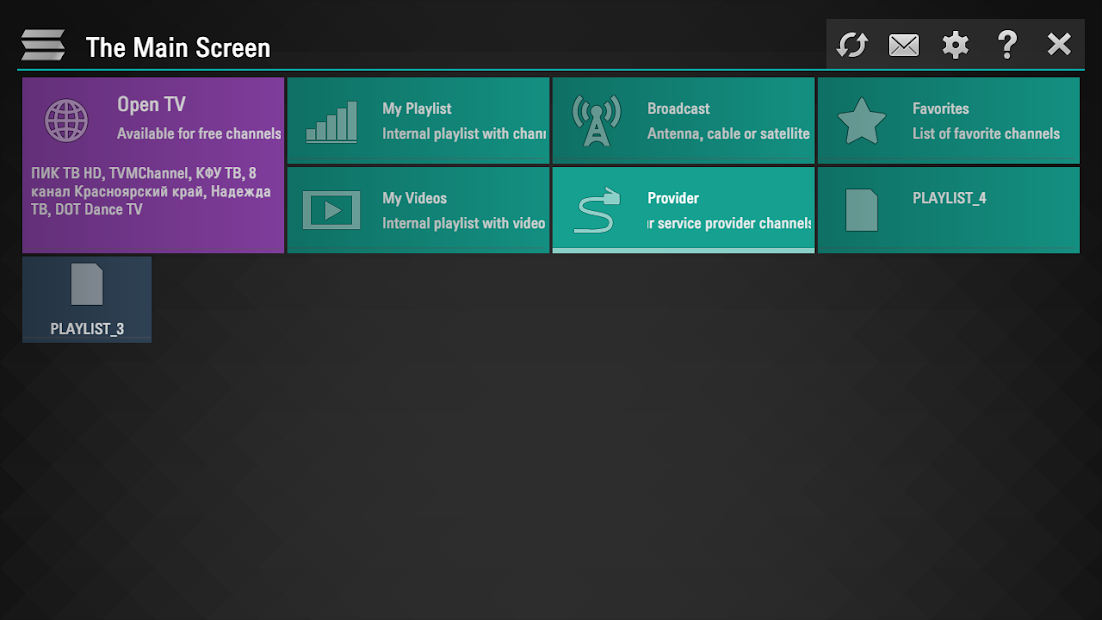 The Main Screen
Open TV
Available for free channels
ПИК ТВ HD, TVMChannel, КФУ ТВ, 8
канал Красноярский край, Надежда
ТВ, DOT Dance TV
My Playlist
Internal playlist with chann
Broadcast
Antenna, cable or satellite
Favorites
List of favorite channels
My Videos
Internal playlist with video
Provider
r service provider channels
PLAYLIST_4
PLAYLIST_3